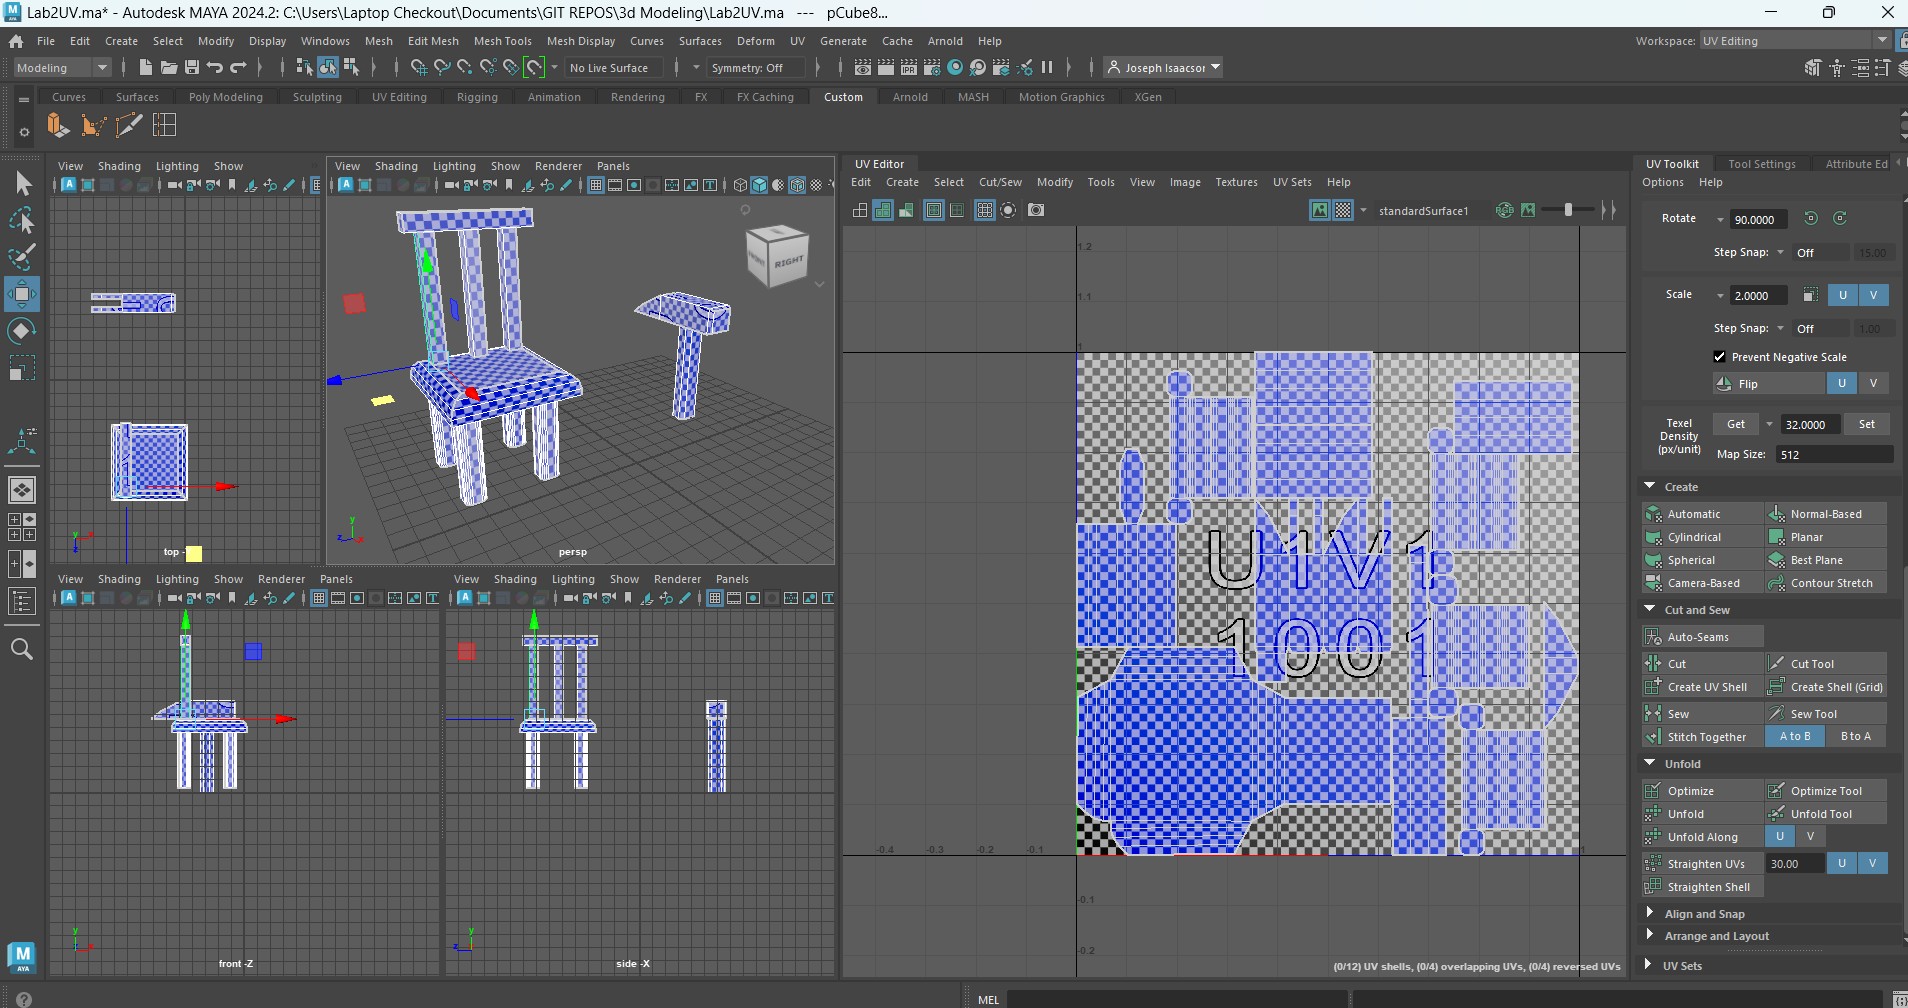 Lab2UV.ma* - Autodesk MAYA 2024.2: C:\Users\Laptop Checkout\Documents\GIT REPOS\3d Modeling\Lab2UV.ma --- pCube8...
File Edit Create Select Modify Display Windows Mesh Edit Mesh Mesh Tools Mesh Display Curves Surfaces Deform UV Generate Cache Arnold Help
Workspace: UV Editing
Modeling
No Live Surface
Symmetry: Off
Joseph Isaacsor
Curves Surfaces Poly Modeling Sculpting UV Editing Rigging Animation Rendering FX FX Caching Custom Arnold MASH Motion Graphics XGen
View Shading Lighting Show
View Shading Lighting Show Renderer Panels
RIGHT
top -Y
persp
View Shading Lighting Show Renderer Panels
View Shading Lighting Show Renderer Panels
front -Z
side -X
UV Editor
Edit Create Select Cut/Sew Modify Tools View Image Textures UV Sets Help
standardSurface1
1.2
1.1
1
U1V1
1001
-0.4 -0.3 -0.2 -0.1
1
-0.1
-0.2
(0/12) UV shells, (0/4) overlapping UVs, (0/4) reversed UVs
UV Toolkit Tool Settings Attribute Ed
Options Help
Rotate 90.0000
Step Snap: Off 15.00
Scale 2.0000 U V
Step Snap: Off 1.00
Prevent Negative Scale
Flip U V
Texel Density (px/unit) Get 32.0000 Set
Map Size: 512
Create
Automatic Normal-Based
Cylindrical Planar
Spherical Best Plane
Camera-Based Contour Stretch
Cut and Sew
Auto-Seams
Cut Cut Tool
Create UV Shell Create Shell (Grid)
Sew Sew Tool
Stitch Together A to B B to A
Unfold
Optimize Optimize Tool
Unfold Unfold Tool
Unfold Along U V
Straighten UVs 30.00 U V
Straighten Shell
Align and Snap
Arrange and Layout
UV Sets
M
AYA
MEL